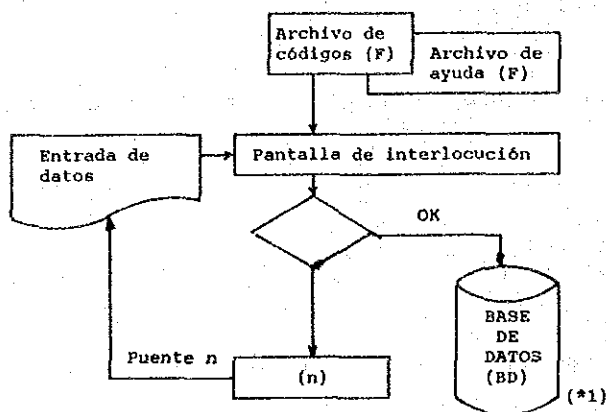 Archivo de
códigos (F)
Archivo de
ayuda (F)
Entrada de
datos
Pantalla de interlocución
OK
BASE
DE
DATOS
(BD)
(*1)
Puente n
(n)